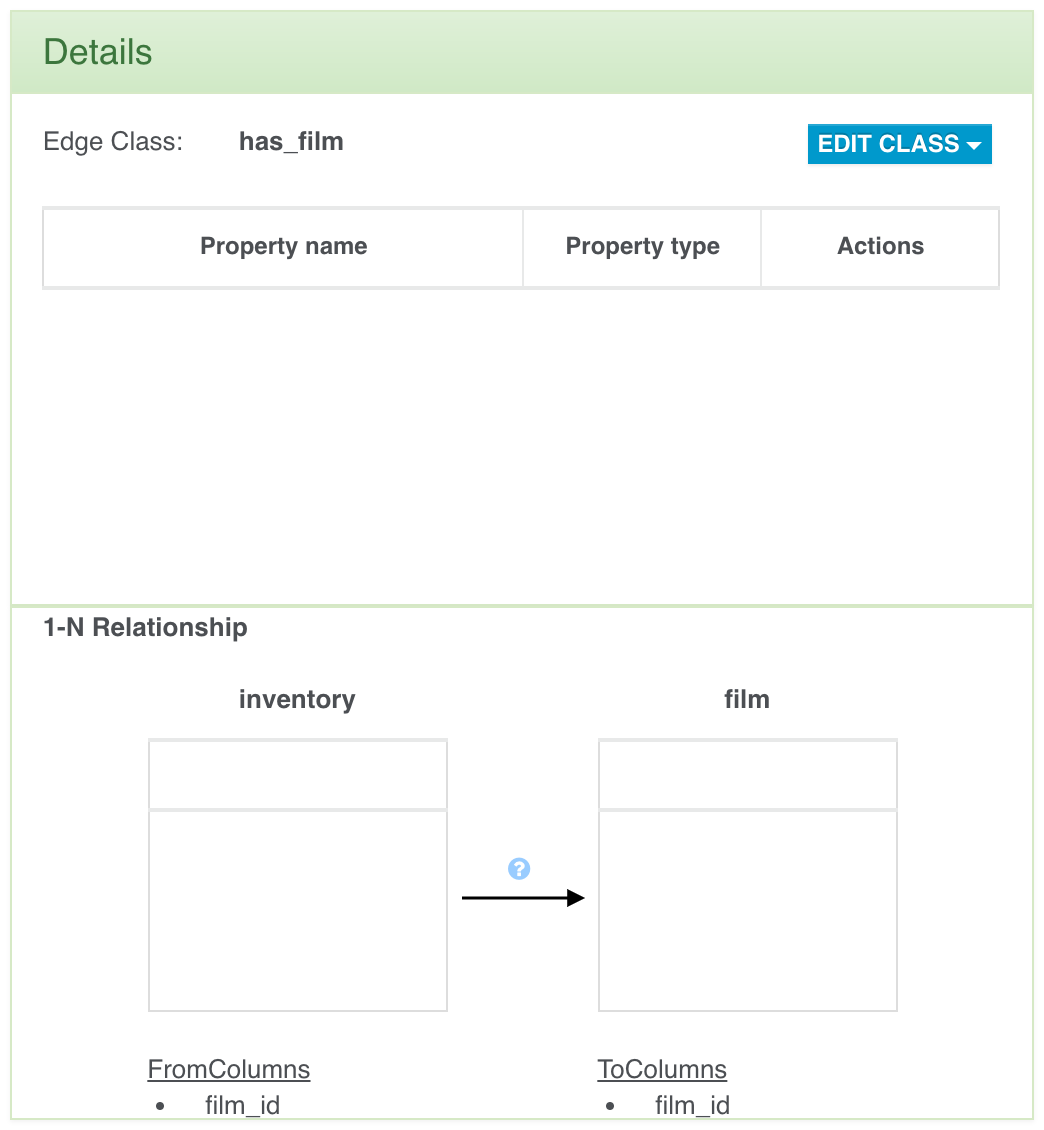 Details
Edge Class: has_film EDIT CLASS
Property name Property type Actions
1-N Relationship
inventory film
?
FromColumns ToColumns
• film_id • film_id